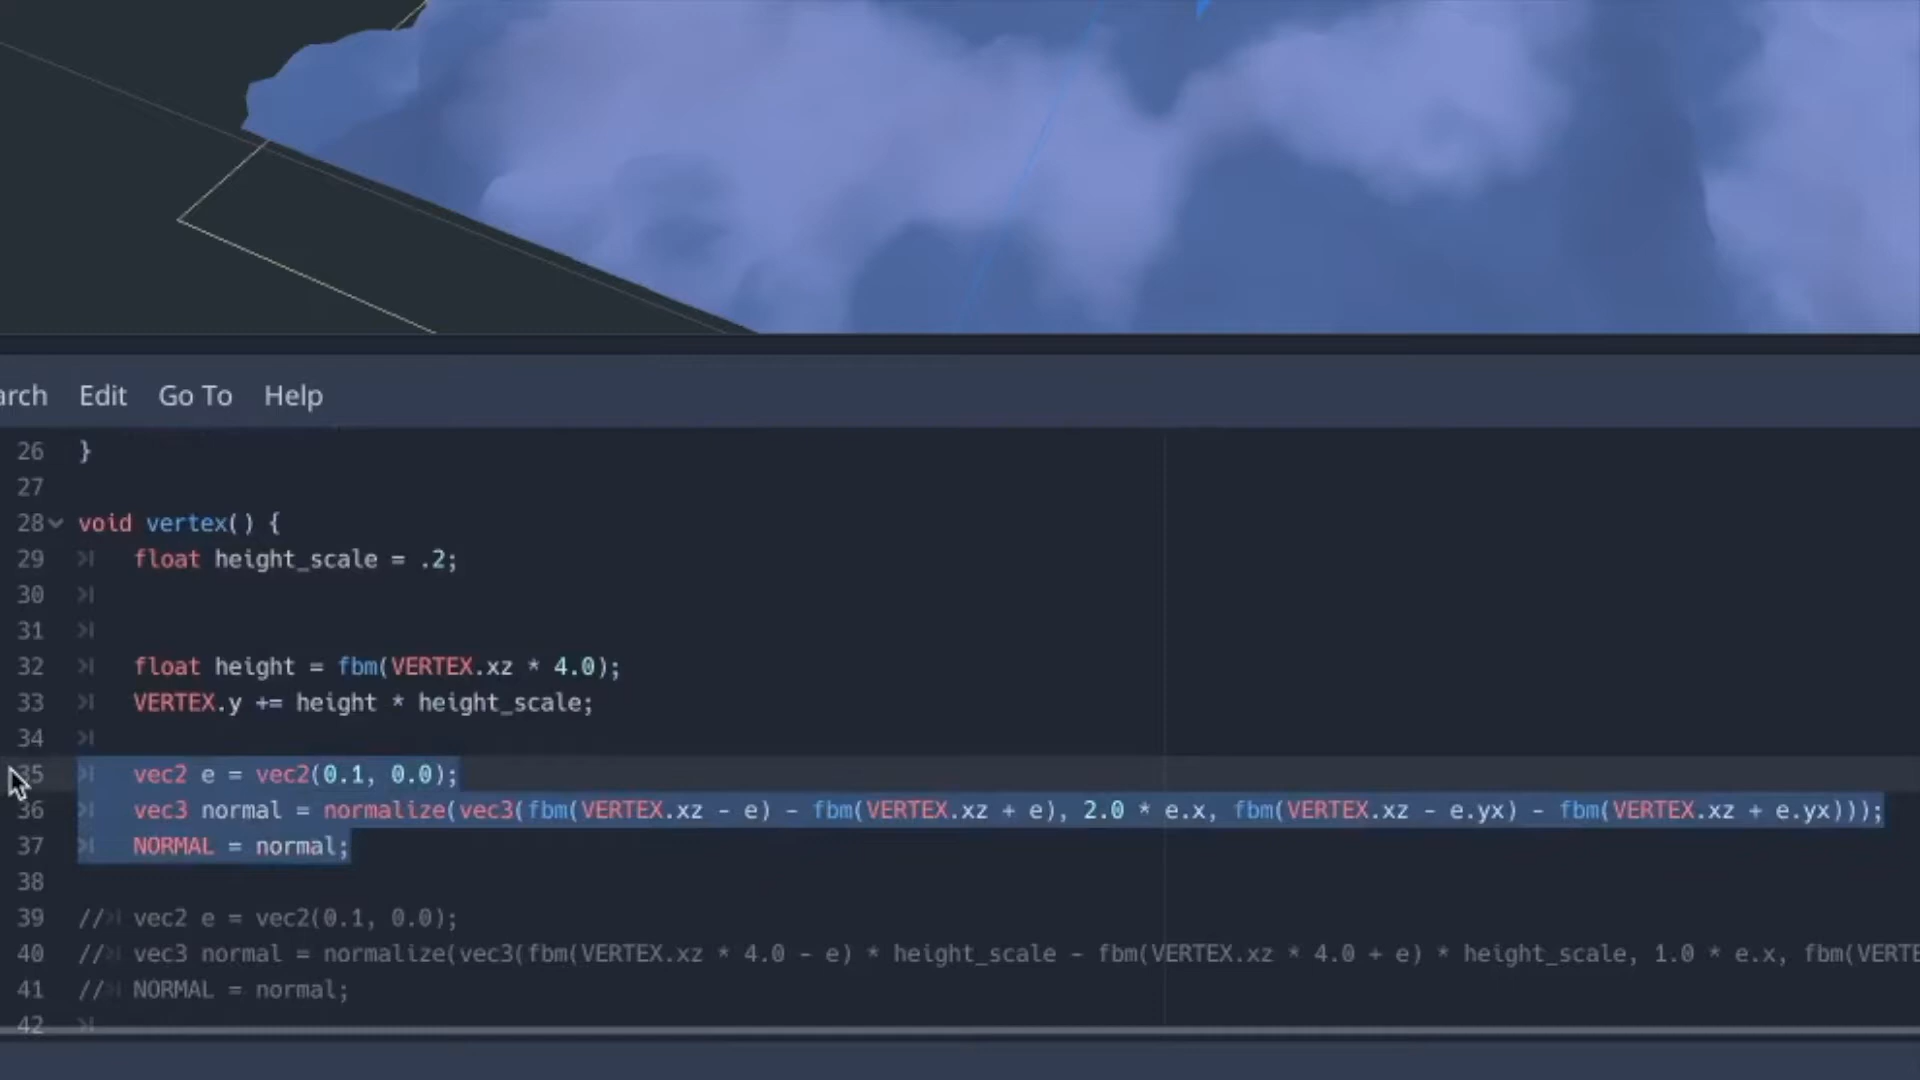 arch Edit Go To Help
26 }
27
28 void vertex() {
29 float height_scale = .2;
30
31
32 float height = fbm(VERTEX.xz * 4.0);
33 VERTEX.y += height * height_scale;
34
35 vec2 e = vec2(0.1, 0.0);
36 vec3 normal = normalize(vec3(fbm(VERTEX.xz - e) - fbm(VERTEX.xz + e), 2.0 * e.x, fbm(VERTEX.xz - e.yx) - fbm(VERTEX.xz + e.yx)));
37 NORMAL = normal;
38
39 // vec2 e = vec2(0.1, 0.0);
40 // vec3 normal = normalize(vec3(fbm(VERTEX.xz * 4.0 - e) * height_scale - fbm(VERTEX.xz * 4.0 + e) * height_scale, 1.0 * e.x, fbm(VERTE
41 // NORMAL = normal;
42